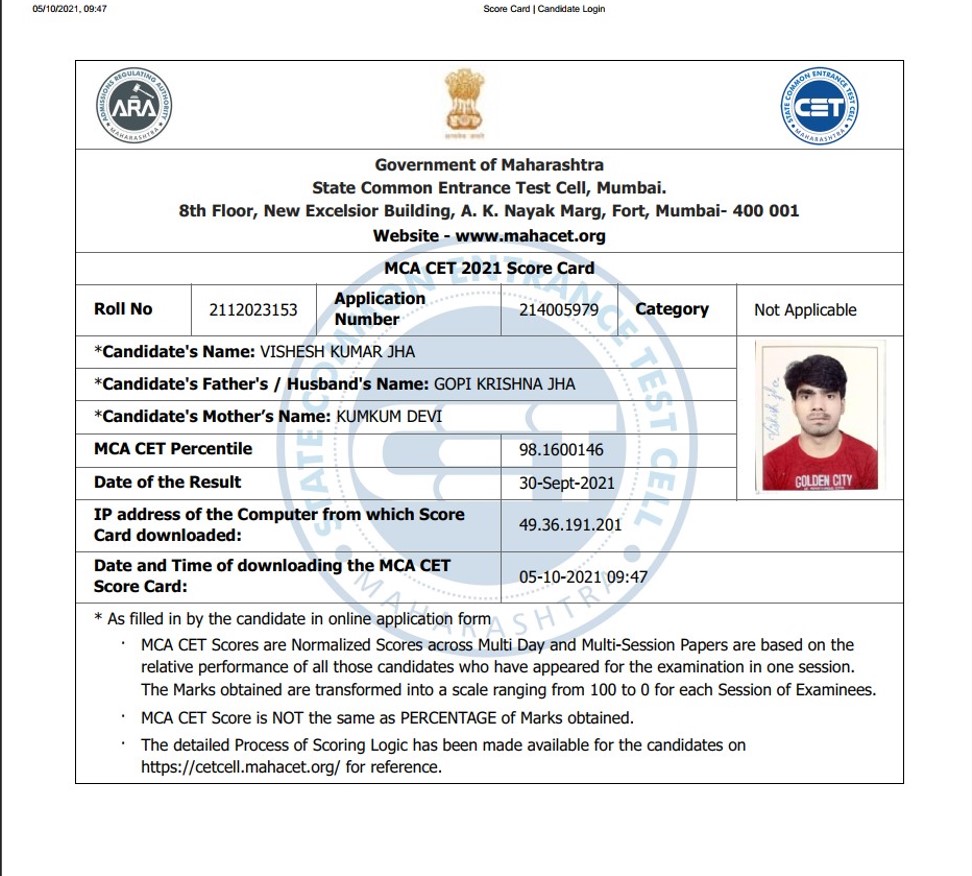 05/10/2021, 09:47
Score Card | Candidate Login
ADMISSIONS REGULATING AUTHORITY
ARA
MAHARASHTRA
STATE COMMON ENTRANCE TEST CELL
CET
MAHARASHTRA
Government of Maharashtra
State Common Entrance Test Cell, Mumbai.
8th Floor, New Excelsior Building, A. K. Nayak Marg, Fort, Mumbai- 400 001
Website - www.mahacet.org
MCA CET 2021 Score Card
Roll No 2112023153 Application Number 214005979 Category Not Applicable
*Candidate's Name: VISHESH KUMAR JHA
*Candidate's Father's / Husband's Name: GOPI KRISHNA JHA
*Candidate's Mother’s Name: KUMKUM DEVI
GOLDEN CITY
MCA CET Percentile 98.1600146
Date of the Result 30-Sept-2021
IP address of the Computer from which Score
Card downloaded: 49.36.191.201
Date and Time of downloading the MCA CET
Score Card: 05-10-2021 09:47
STATE COMMON ENTRANCE TEST CELL
CET
MAHARASHTRA
* As filled in by the candidate in online application form
· MCA CET Scores are Normalized Scores across Multi Day and Multi-Session Papers are based on the
relative performance of all those candidates who have appeared for the examination in one session.
The Marks obtained are transformed into a scale ranging from 100 to 0 for each Session of Examinees.
· MCA CET Score is NOT the same as PERCENTAGE of Marks obtained.
· The detailed Process of Scoring Logic has been made available for the candidates on
https://cetcell.mahacet.org/ for reference.